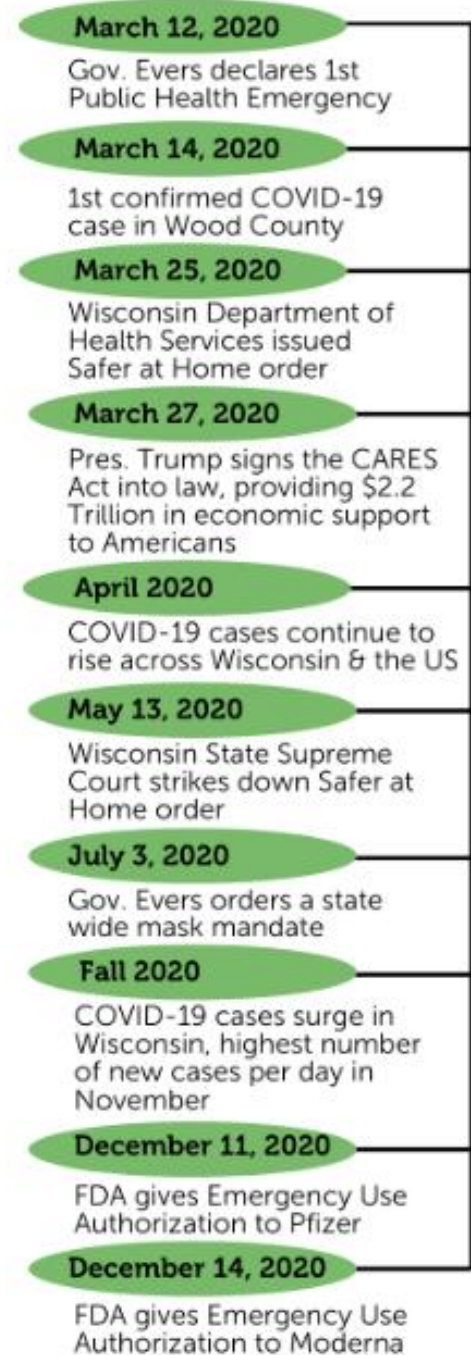 March 12, 2020
Gov. Evers declares 1st
Public Health Emergency
March 14, 2020
1st confirmed COVID-19
case in Wood County
March 25, 2020
Wisconsin Department of
Health Services issued
Safer at Home order
March 27, 2020
Pres. Trump signs the CARES
Act into law, providing $2.2
Trillion in economic support
to Americans
April 2020
COVID-19 cases continue to
rise across Wisconsin & the US
May 13, 2020
Wisconsin State Supreme
Court strikes down Safer at
Home order
July 3, 2020
Gov. Evers orders a state
wide mask mandate
Fall 2020
COVID-19 cases surge in
Wisconsin, highest number
of new cases per day in
November
December 11, 2020
FDA gives Emergency Use
Authorization to Pfizer
December 14, 2020
FDA gives Emergency Use
Authorization to Moderna